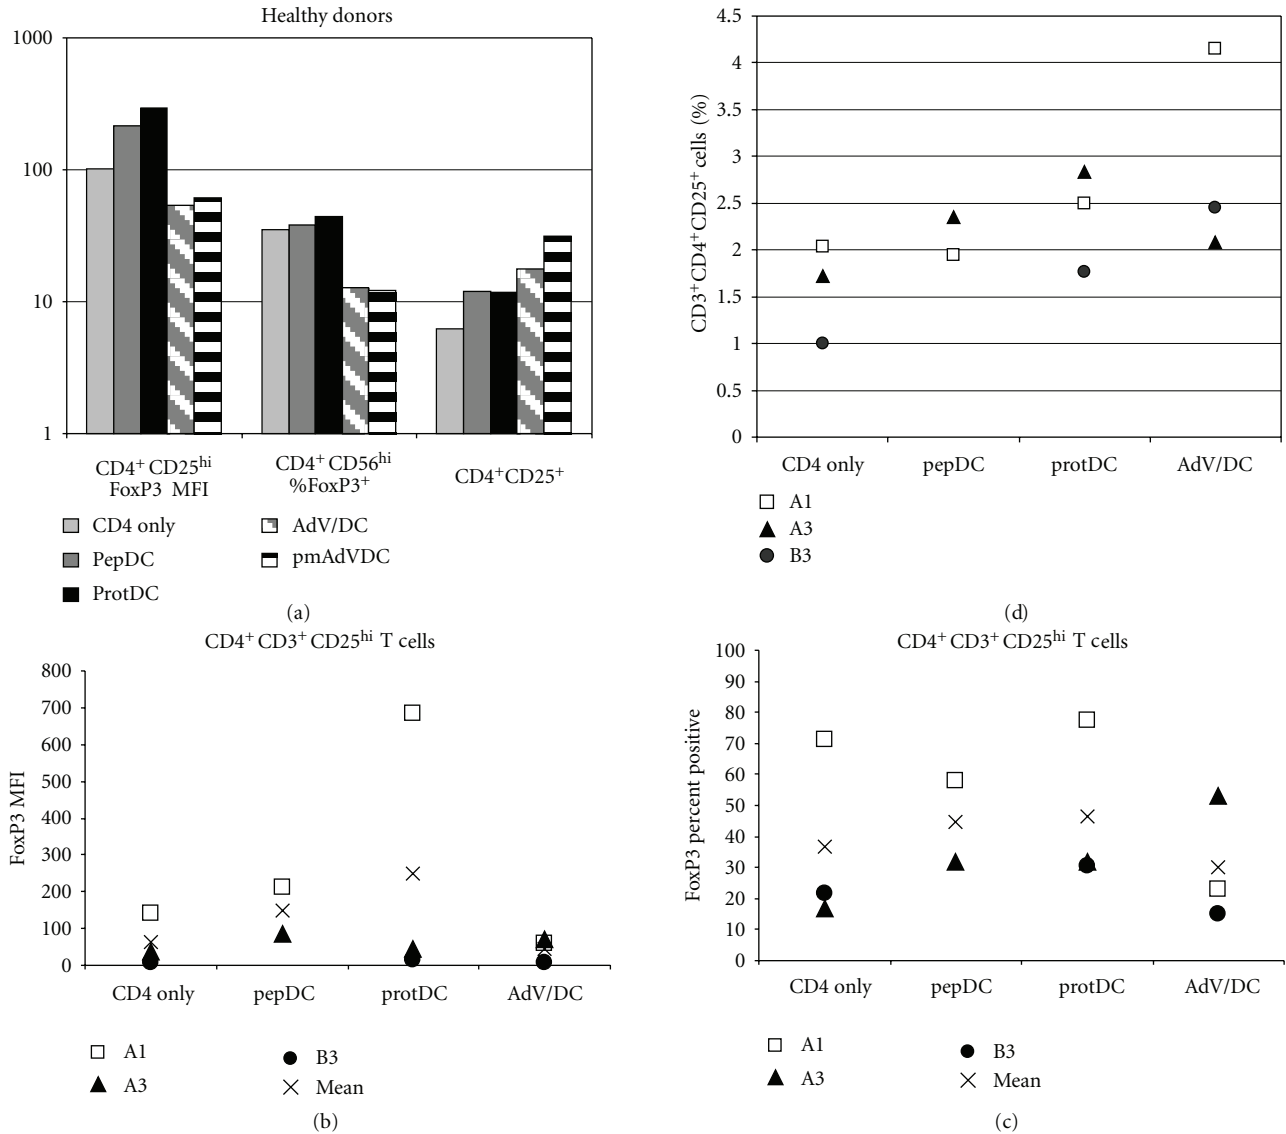 Healthy donors
1000
100
10
1
CD4⁺ CD25ʰⁱ
FoxP3 MFI
CD4⁺ CD56ʰⁱ
%FoxP3⁺
CD4⁺CD25⁺
CD4 only
PepDC
ProtDC
AdV/DC
pmAdVDC
(a)
4.5
4
3.5
3
2.5
2
1.5
1
0.5
0
CD3⁺CD4⁺CD25⁺ cells (%)
CD4 only
pepDC
protDC
AdV/DC
A1
A3
B3
(d)
CD4⁺ CD3⁺ CD25ʰⁱ T cells
800
700
600
500
400
300
200
100
0
FoxP3 MFI
CD4 only
pepDC
protDC
AdV/DC
A1
A3
B3
Mean
(b)
CD4⁺ CD3⁺ CD25ʰⁱ T cells
100
90
80
70
60
50
40
30
20
10
0
FoxP3 percent positive
CD4 only
pepDC
protDC
AdV/DC
A1
A3
B3
Mean
(c)